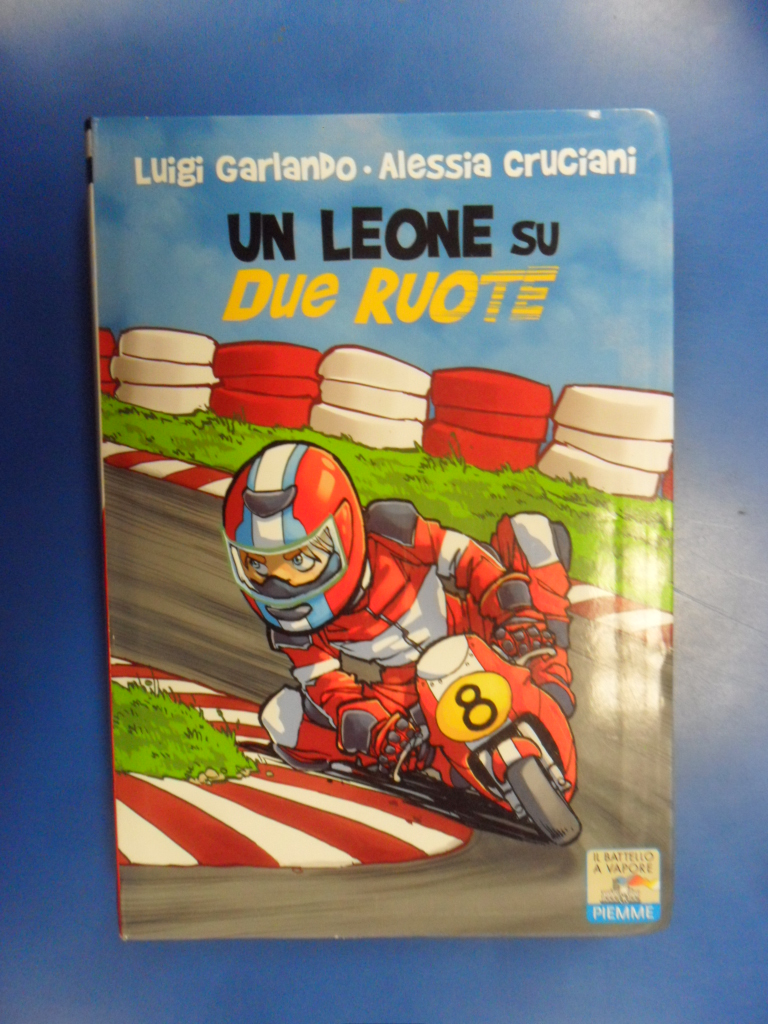 Luigi Garlando · Alessia Cruciani
UN LEONE SU
Due RUOTE
8
IL BATTELLO
A VAPORE
PIEMME